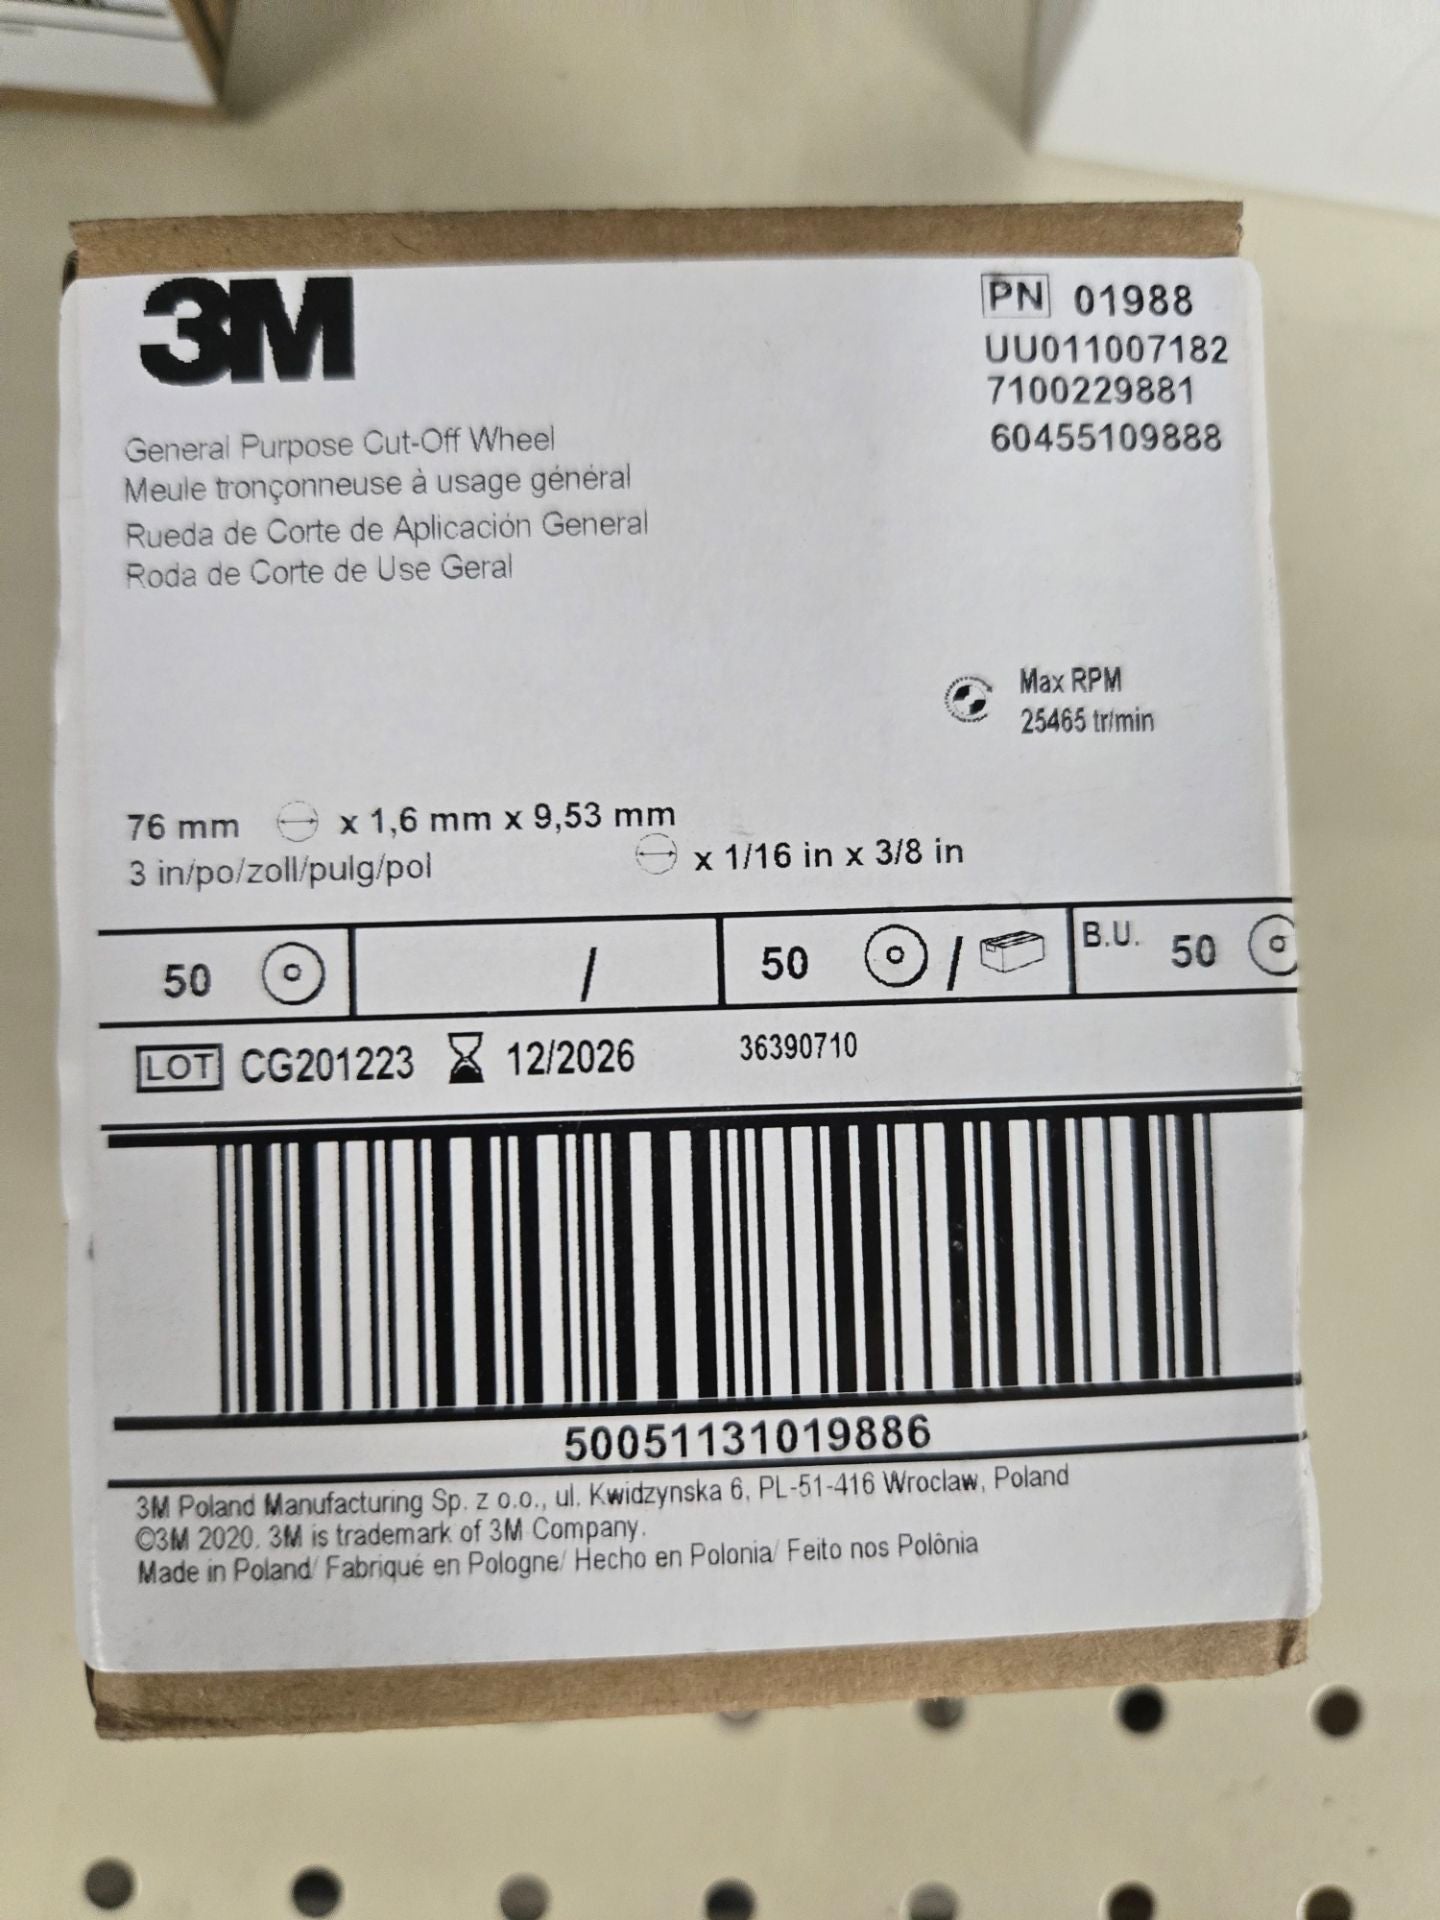 3M
PN 01988
UU011007182
7100229881
60455109888
General Purpose Cut-Off Wheel
Meule tronçonneuse à usage général
Rueda de Corte de Aplicación General
Roda de Corte de Use Geral
Max RPM
25465 tr/min
76 mm x 1,6 mm x 9,53 mm
3 in/po/zoll/pulg/pol x 1/16 in x 3/8 in
50 / 50 / B.U. 50
LOT CG201223 12/2026 36390710
50051131019886
3M Poland Manufacturing Sp. z o.o., ul. Kwidzynska 6, PL-51-416 Wroclaw, Poland
©3M 2020. 3M is trademark of 3M Company.
Made in Poland/ Fabriqué en Pologne/ Hecho en Polonia/ Feito nos Polônia